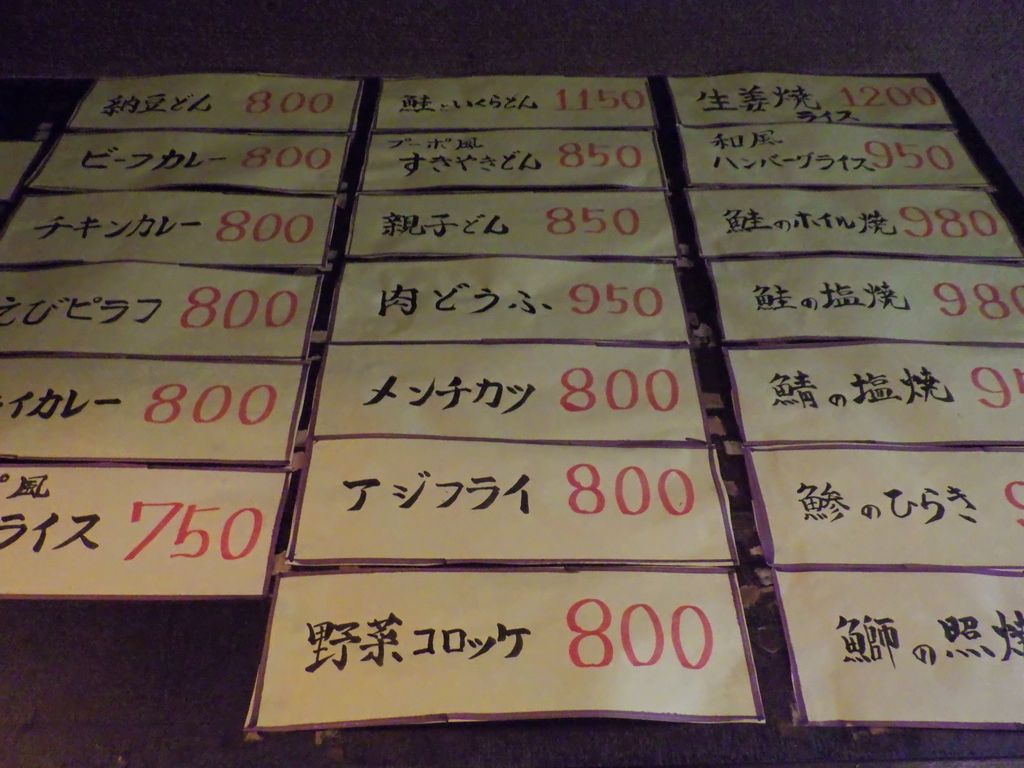 納豆どん 800
ビーフカレー 800
チキンカレー 800
えびピラフ 800
イカレー 800
風
ライス 750
鮭といくらどん 1150
プーポ風
すきやきどん 850
親子どん 850
肉どうふ 950
メンチカツ 800
アジフライ 800
野菜コロッケ 800
生姜焼 1200
ライス
和風
ハンバーグライス 950
鮭のホイル焼 980
鮭の塩焼 980
鯖の塩焼 9
鯵のひらき 9
鰤の照焼